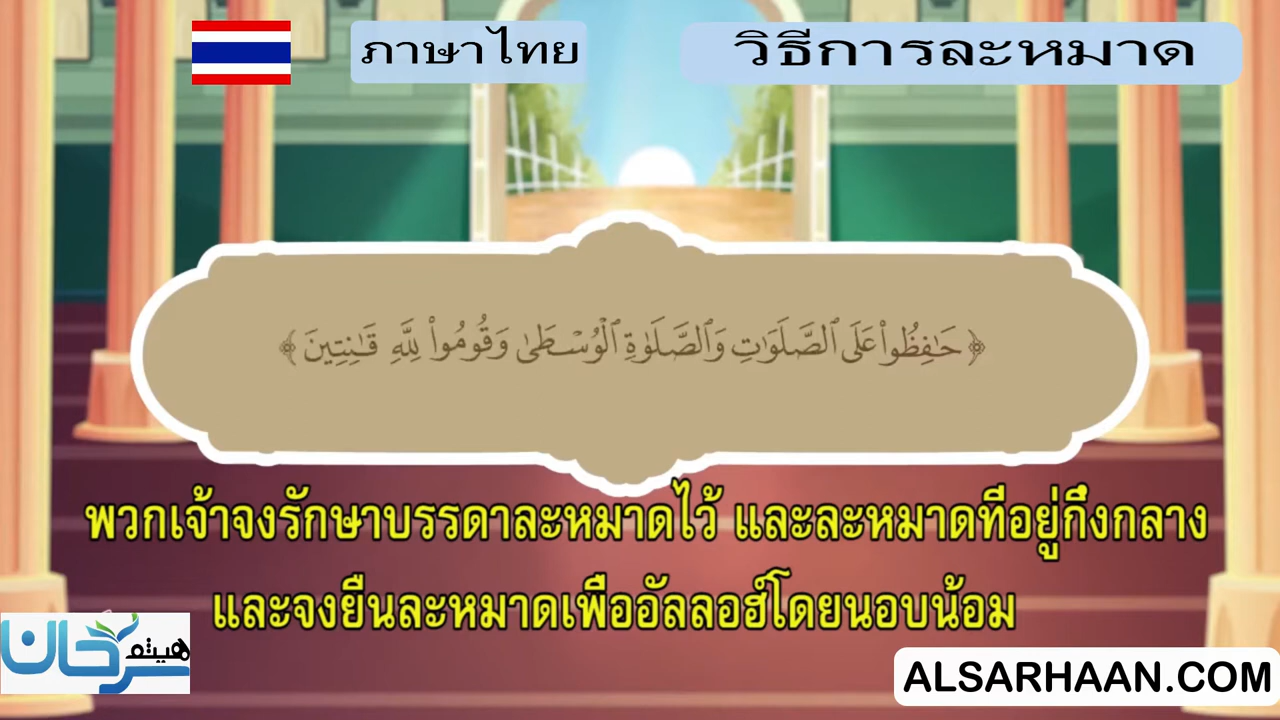 ภาษาไทย
วิธีการละหมาด
﴿حَـٰفِظُوا۟ عَلَى ٱلصَّلَوَٰتِ وَٱلصَّلَوٰةِ ٱلْوُسْطَىٰ وَقُومُوا۟ لِلَّهِ قَـٰنِتِينَ﴾
พวกเจ้าจงรักษาบรรดาละหมาดไว้ และละหมาดที่อยู่กึ่งกลาง
และจงยืนละหมาดเพื่ออัลลอฮ์โดยนอบน้อม
هيثم
سرحان
ALSARHAAN.COM